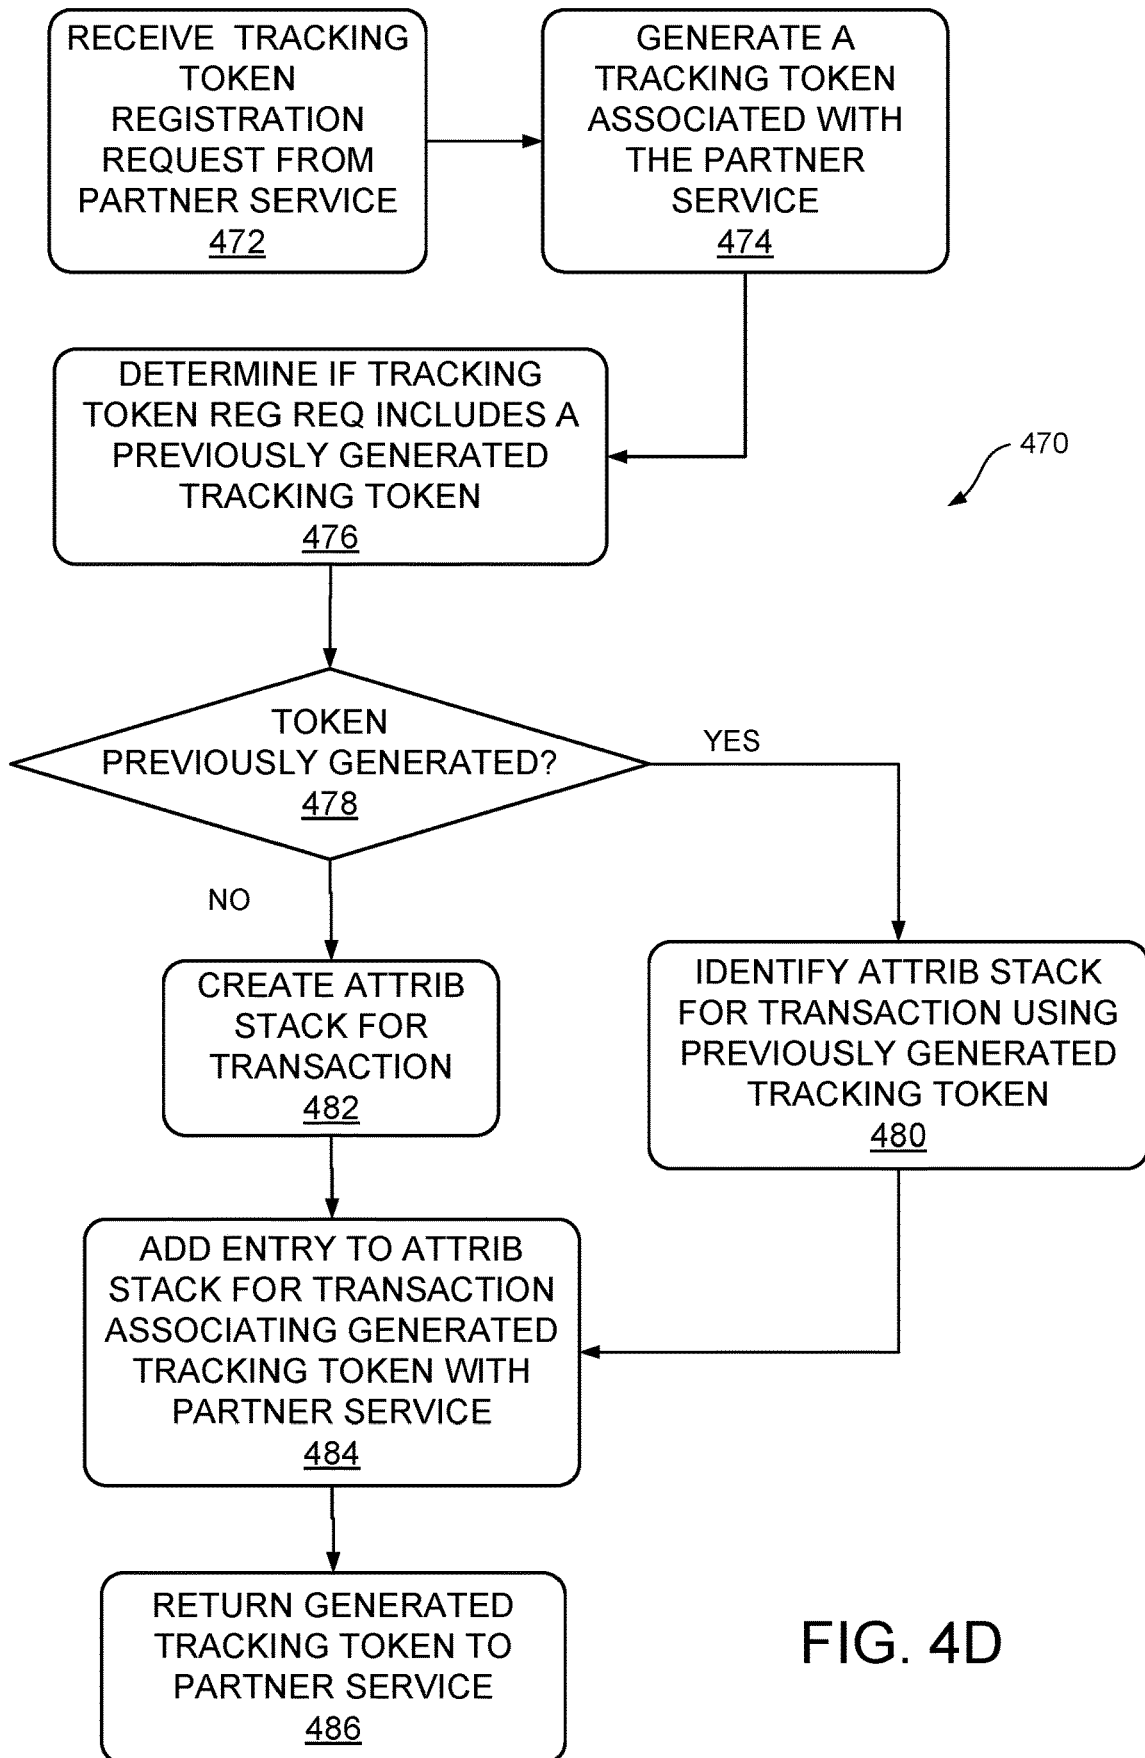 RECEIVE TRACKING
TOKEN
REGISTRATION
REQUEST FROM
PARTNER SERVICE
472
GENERATE A
TRACKING TOKEN
ASSOCIATED WITH
THE PARTNER
SERVICE
474
DETERMINE IF TRACKING
TOKEN REG REQ INCLUDES A
PREVIOUSLY GENERATED
TRACKING TOKEN
476
470
TOKEN
PREVIOUSLY GENERATED?
478
YES
NO
CREATE ATTRIB
STACK FOR
TRANSACTION
482
IDENTIFY ATTRIB STACK
FOR TRANSACTION USING
PREVIOUSLY GENERATED
TRACKING TOKEN
480
ADD ENTRY TO ATTRIB
STACK FOR TRANSACTION
ASSOCIATING GENERATED
TRACKING TOKEN WITH
PARTNER SERVICE
484
RETURN GENERATED
TRACKING TOKEN TO
PARTNER SERVICE
486
FIG. 4D